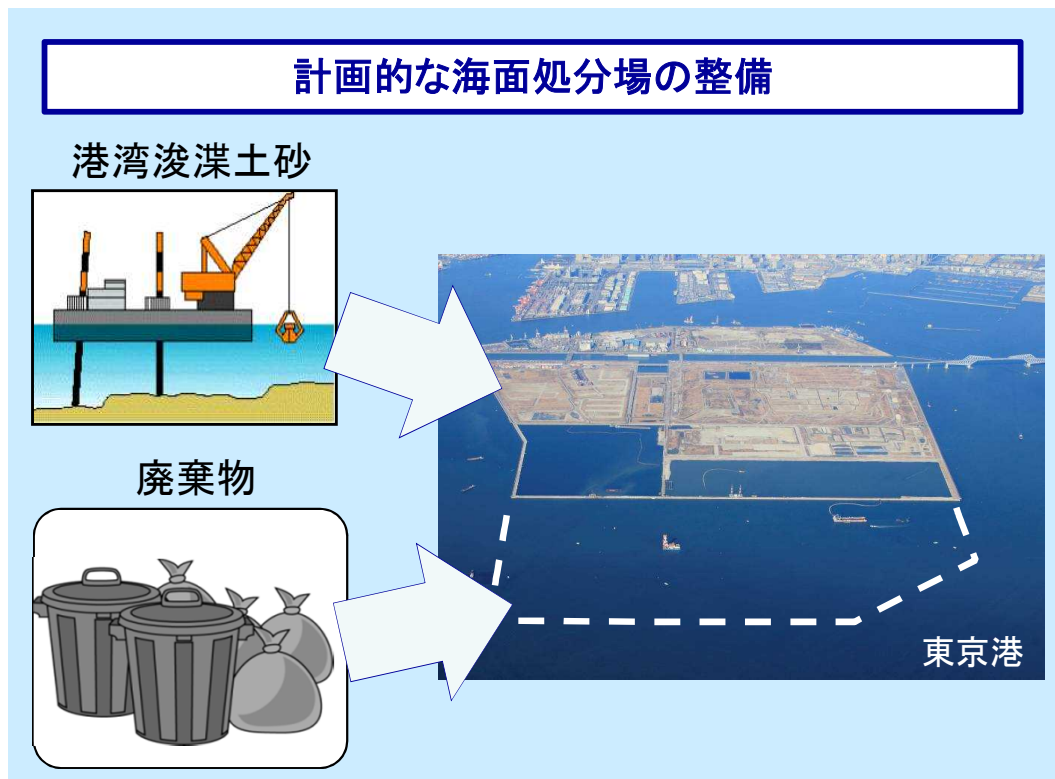 計画的な海面処分場の整備
港湾浚渫土砂
廃棄物
東京港